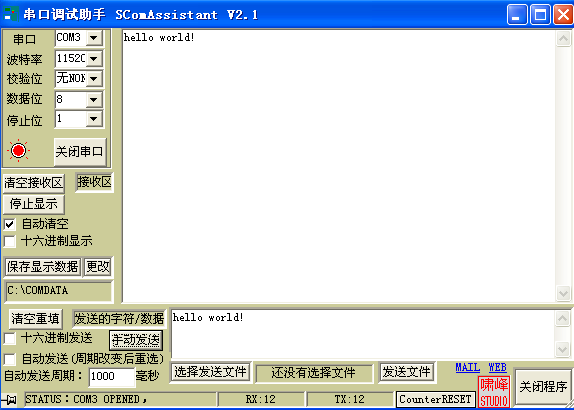 串口调试助手 SComAssistant V2.1
串口 COM3
波特率 11520
校验位 无NON
数据位 8
停止位 1
关闭串口
hello world!
清空接收区 接收区
停止显示
自动清空
十六进制显示
保存显示数据 更改
C:\COMDATA
清空重填 发送的字符/数据
hello world!
十六进制发送 手动发送
自动发送(周期改变后重选)
自动发送周期: 1000 毫秒
选择发送文件 还没有选择文件 发送文件
MAIL WEB
啸峰
STUDIO
关闭程序
STATUS:COM3 OPENED, RX:12 TX:12 CounterRESET